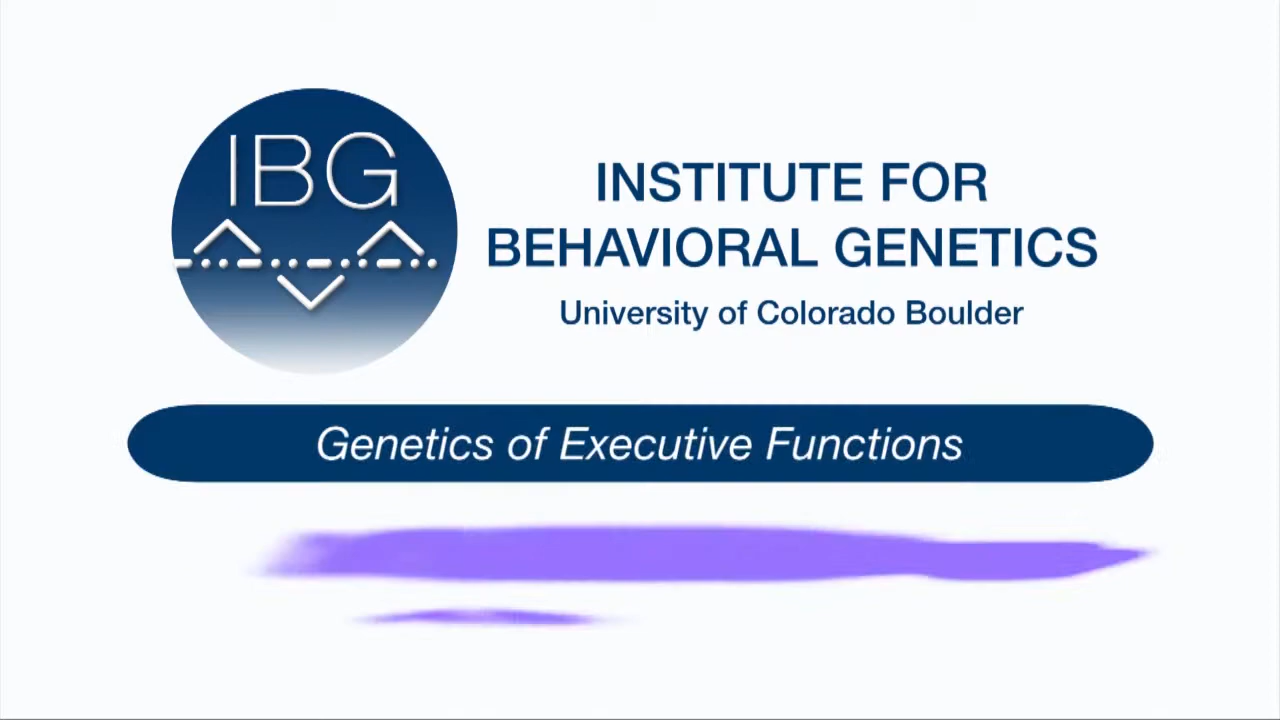 IBG
INSTITUTE FOR
BEHAVIORAL GENETICS
University of Colorado Boulder
Genetics of Executive Functions